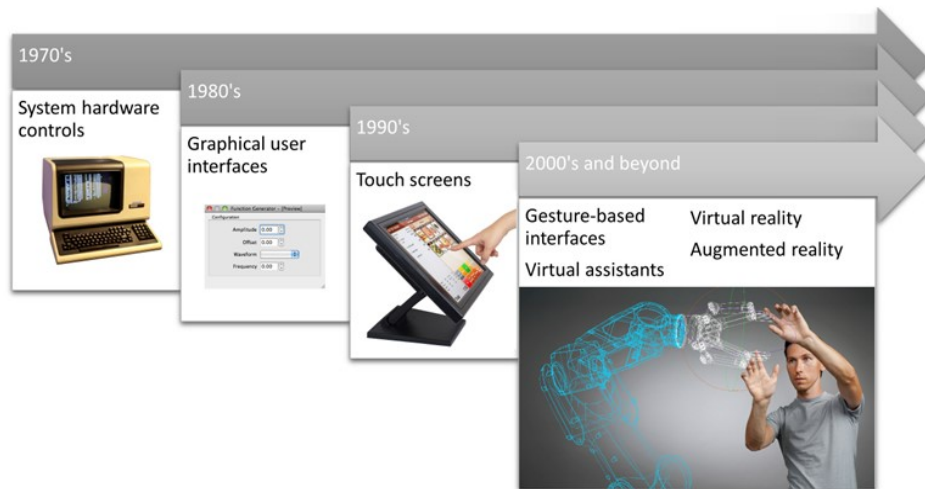 1970's
System hardware
controls
1980's
Graphical user
interfaces
Function Generator - [Preview]
Configuration
Amplitude 0.00
Offset 0.00
Waveform
Frequency 0.00
1990's
Touch screens
2000's and beyond
Gesture-based
interfaces
Virtual assistants
Virtual reality
Augmented reality